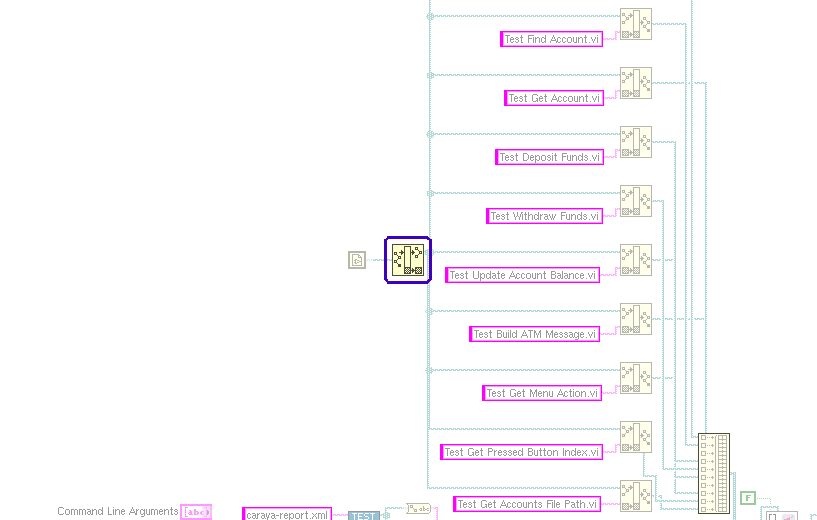 Test Find Account.vi
Test Get Account.vi
Test Deposit Funds.vi
Test Withdraw Funds.vi
Test Update Account Balance.vi
Test Build ATM Message.vi
Test Get Menu Action.vi
Test Get Pressed Button Index.vi
Test Get Accounts File Path.vi
F
Command Line Arguments [abc]
caraya-report.xml TEST abc